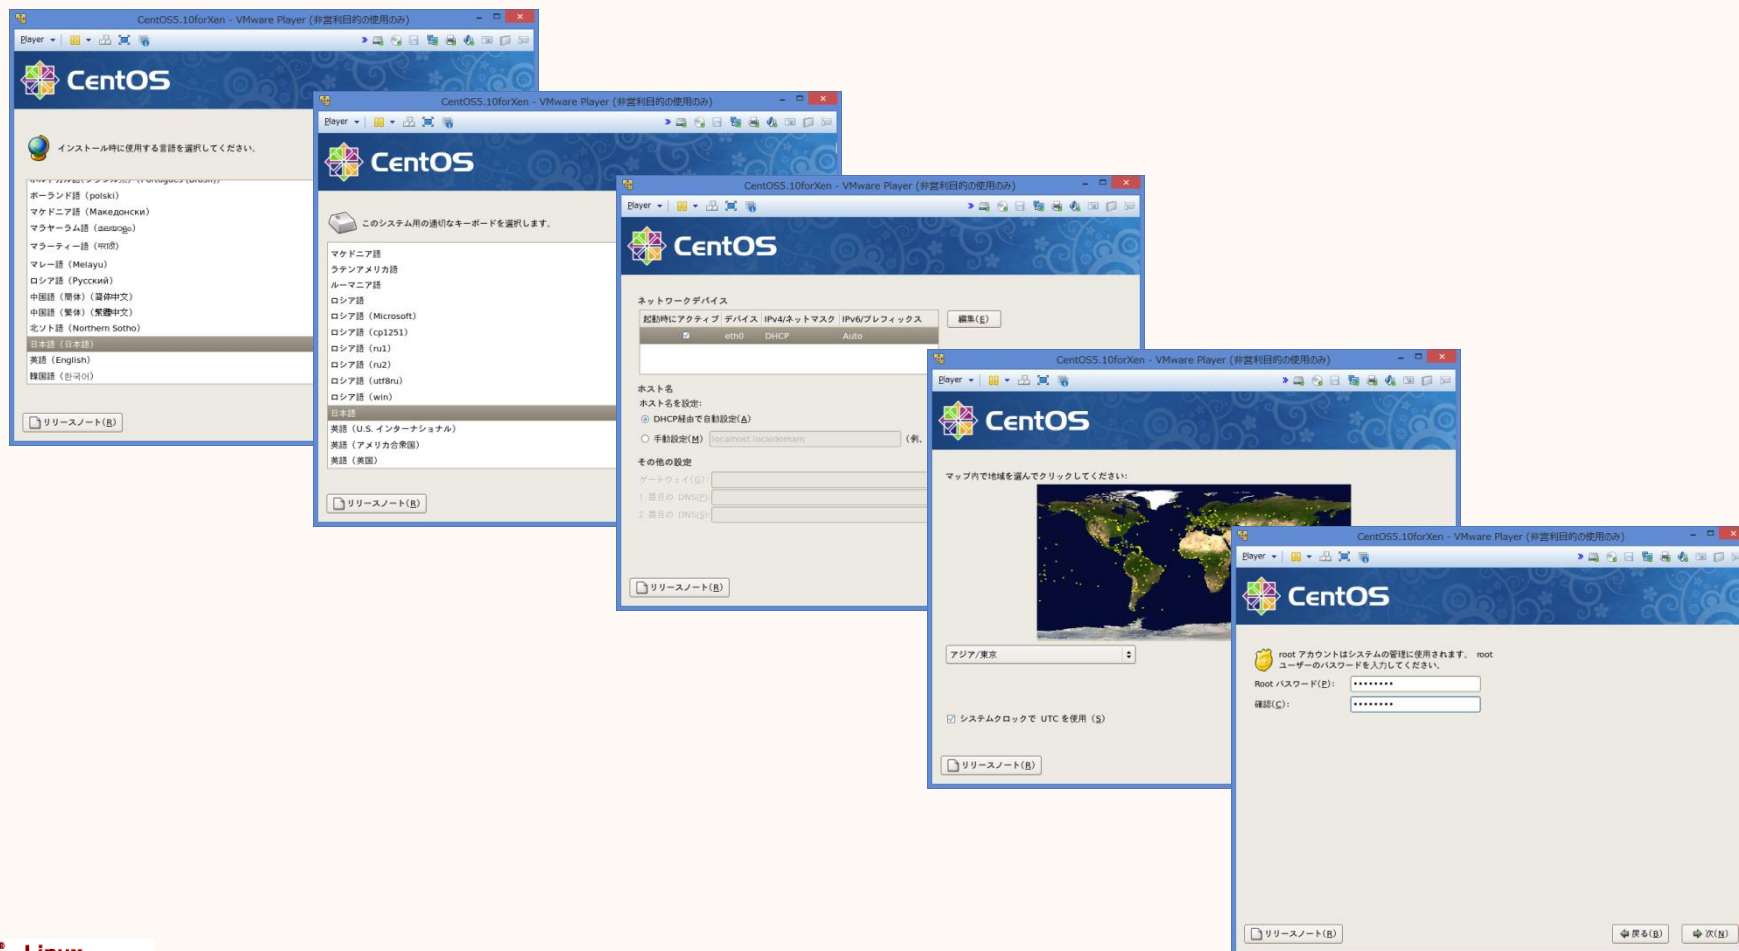 CentOS5.10forXen - VMware Player (非営利目的の使用のみ)
Player
CentOS
インストール時に使用する言語を選択してください。
ポーランド語 (polski)
マケドニア語 (Македонски)
マラヤーラム語 (മലയാളം)
マラーティー語 (मराठी)
マレー語 (Melayu)
ロシア語 (Русский)
中国語 (簡体) (简体中文)
中国語 (繁体) (繁體中文)
北ソト語 (Northern Sotho)
日本語 (日本語)
英語 (English)
韓国語 (한국어)
リリースノート(R)
CentOS5.10forXen - VMware Player (非営利目的の使用のみ)
Player
CentOS
このシステム用の適切なキーボードを選択します。
マケドニア語
ラテンアメリカ語
ルーマニア語
ロシア語
ロシア語 (Microsoft)
ロシア語 (cp1251)
ロシア語 (ru1)
ロシア語 (ru2)
ロシア語 (utf8ru)
ロシア語 (win)
日本語
英語 (U.S. インターナショナル)
英語 (アメリカ合衆国)
英語 (英国)
リリースノート(R)
CentOS5.10forXen - VMware Player (非営利目的の使用のみ)
Player
CentOS
ネットワークデバイス
起動時にアクティブ デバイス IPv4/ネットマスク IPv6/プレフィックス 編集(E)
eth0 DHCP Auto
ホスト名
ホスト名を設定:
DHCP経由で自動設定(A)
手動設定(M) localhost.localdomain (例、
その他の設定
ゲートウェイ(G):
1 番目の DNS(P)
2 番目の DNS(S)
リリースノート(R)
CentOS5.10forXen - VMware Player (非営利目的の使用のみ)
Player
CentOS
マップ内で地域を選んでクリックしてください:
アジア/東京
システムクロックで UTC を使用 (S)
リリースノート(R)
CentOS5.10forXen - VMware Player (非営利目的の使用のみ)
Player
CentOS
root アカウントはシステムの管理に使用されます。 root
ユーザーのパスワードを入力してください。
Root パスワード(P): ••••••••
確認(C): ••••••••
リリースノート(R) 戻る(B) 次(N)
Linux